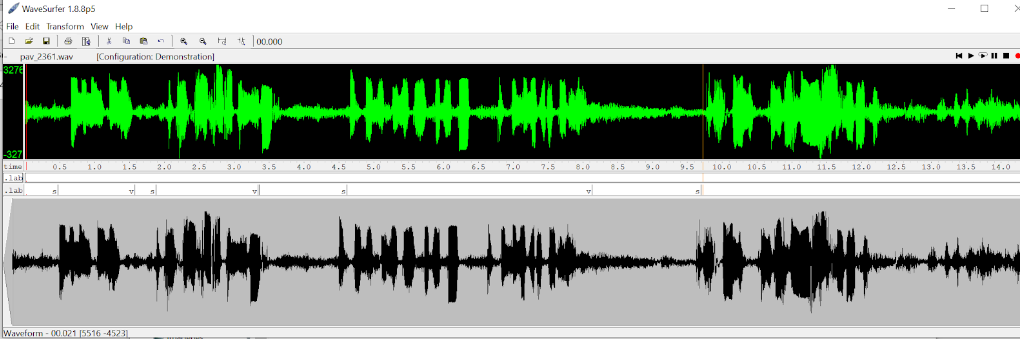 WaveSurfer 1.8.8p5
File Edit Transform View Help
00.000
pav_2361.wav [Configuration: Demonstration]
3276
-327
time 0.5 1.0 1.5 2.0 2.5 3.0 3.5 4.0 4.5 5.0 5.5 6.0 6.5 7.0 7.5 8.0 8.5 9.0 9.5 10.0 10.5 11.0 11.5 12.0 12.5 13.0 13.5 14.0
.lab
.lab s v s v s v s
Waveform - 00.021 [5516 -4523]